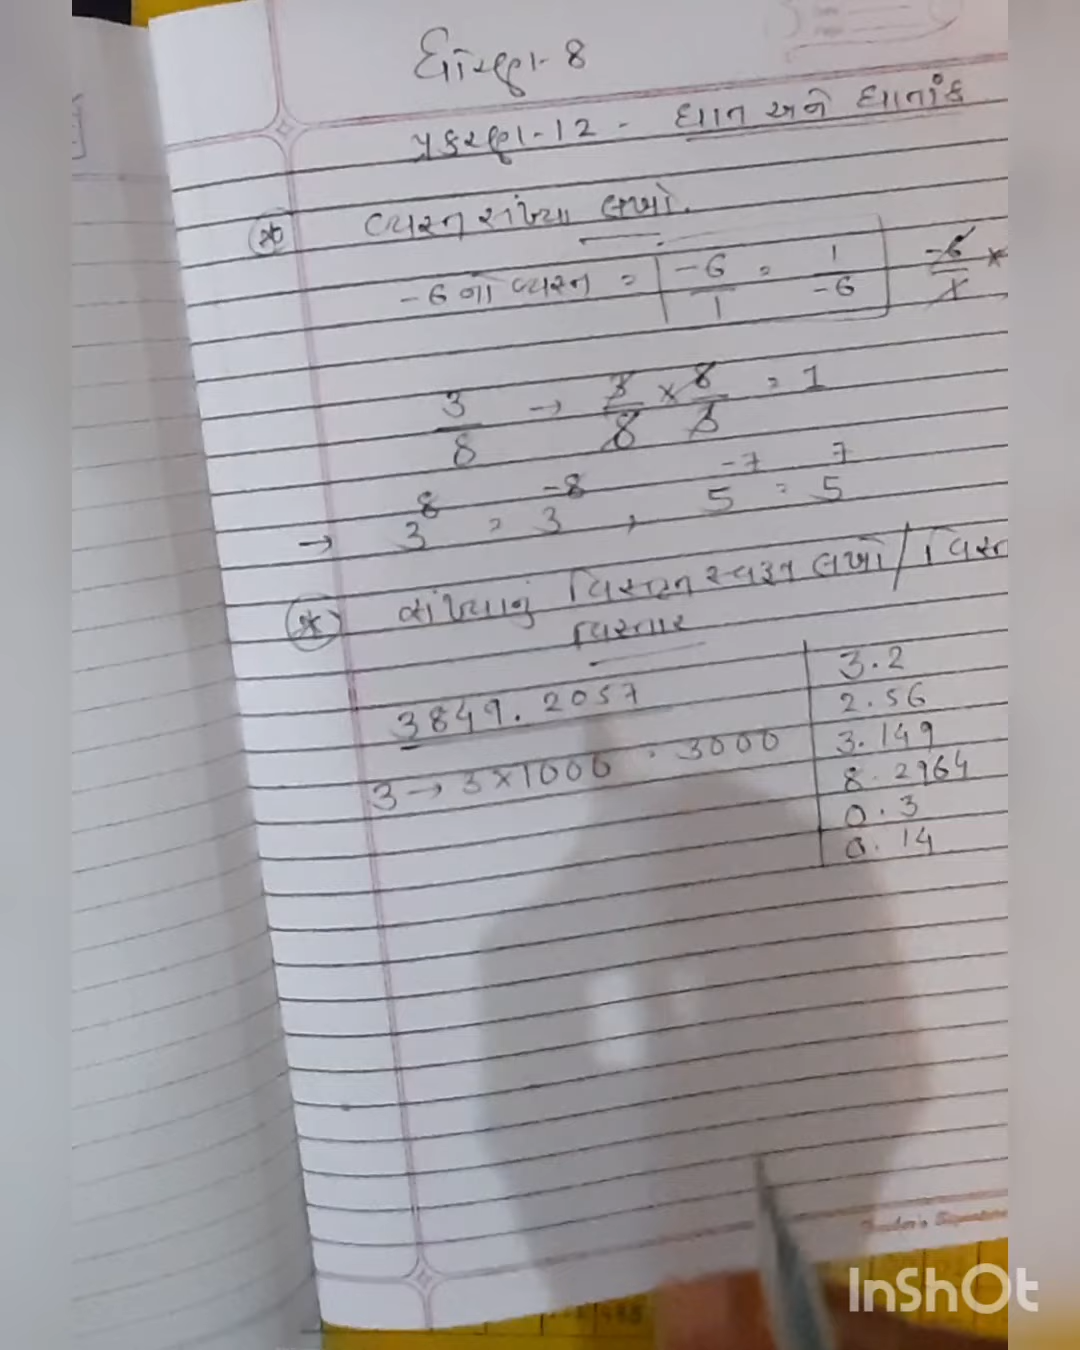 ધોરણ - 8
પ્રકરણ - 12 - ઘાત અને ઘાતાંક
* વ્યસ્ત સંખ્યા લખો.
-6 નો વ્યસ્ત = -6/1 = 1/-6 -6/1 ×
3/8 → 3/8 × 8/3 = 1
→ 3^8 = 3^-8 , 5^-7 = 5^7
* સંખ્યાનું વિસ્તૃત સ્વરૂપ લખો /
વિસ્તાર
3849.2057
3 → 3×1000 = 3000
3.2
2.56
3.149
8.2964
0.3
0.14
InShOt